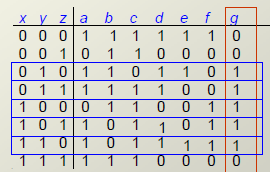 x y z a b c d e f g
0 0 0 1 1 1 1 1 1 0
0 0 1 0 1 1 0 0 0 0
0 1 0 1 1 0 1 1 0 1
0 1 1 1 1 1 1 0 0 1
1 0 0 0 1 1 0 0 1 1
1 0 1 1 0 1 1 0 1 1
1 1 0 1 0 1 1 1 1 1
1 1 1 1 1 1 0 0 0 0